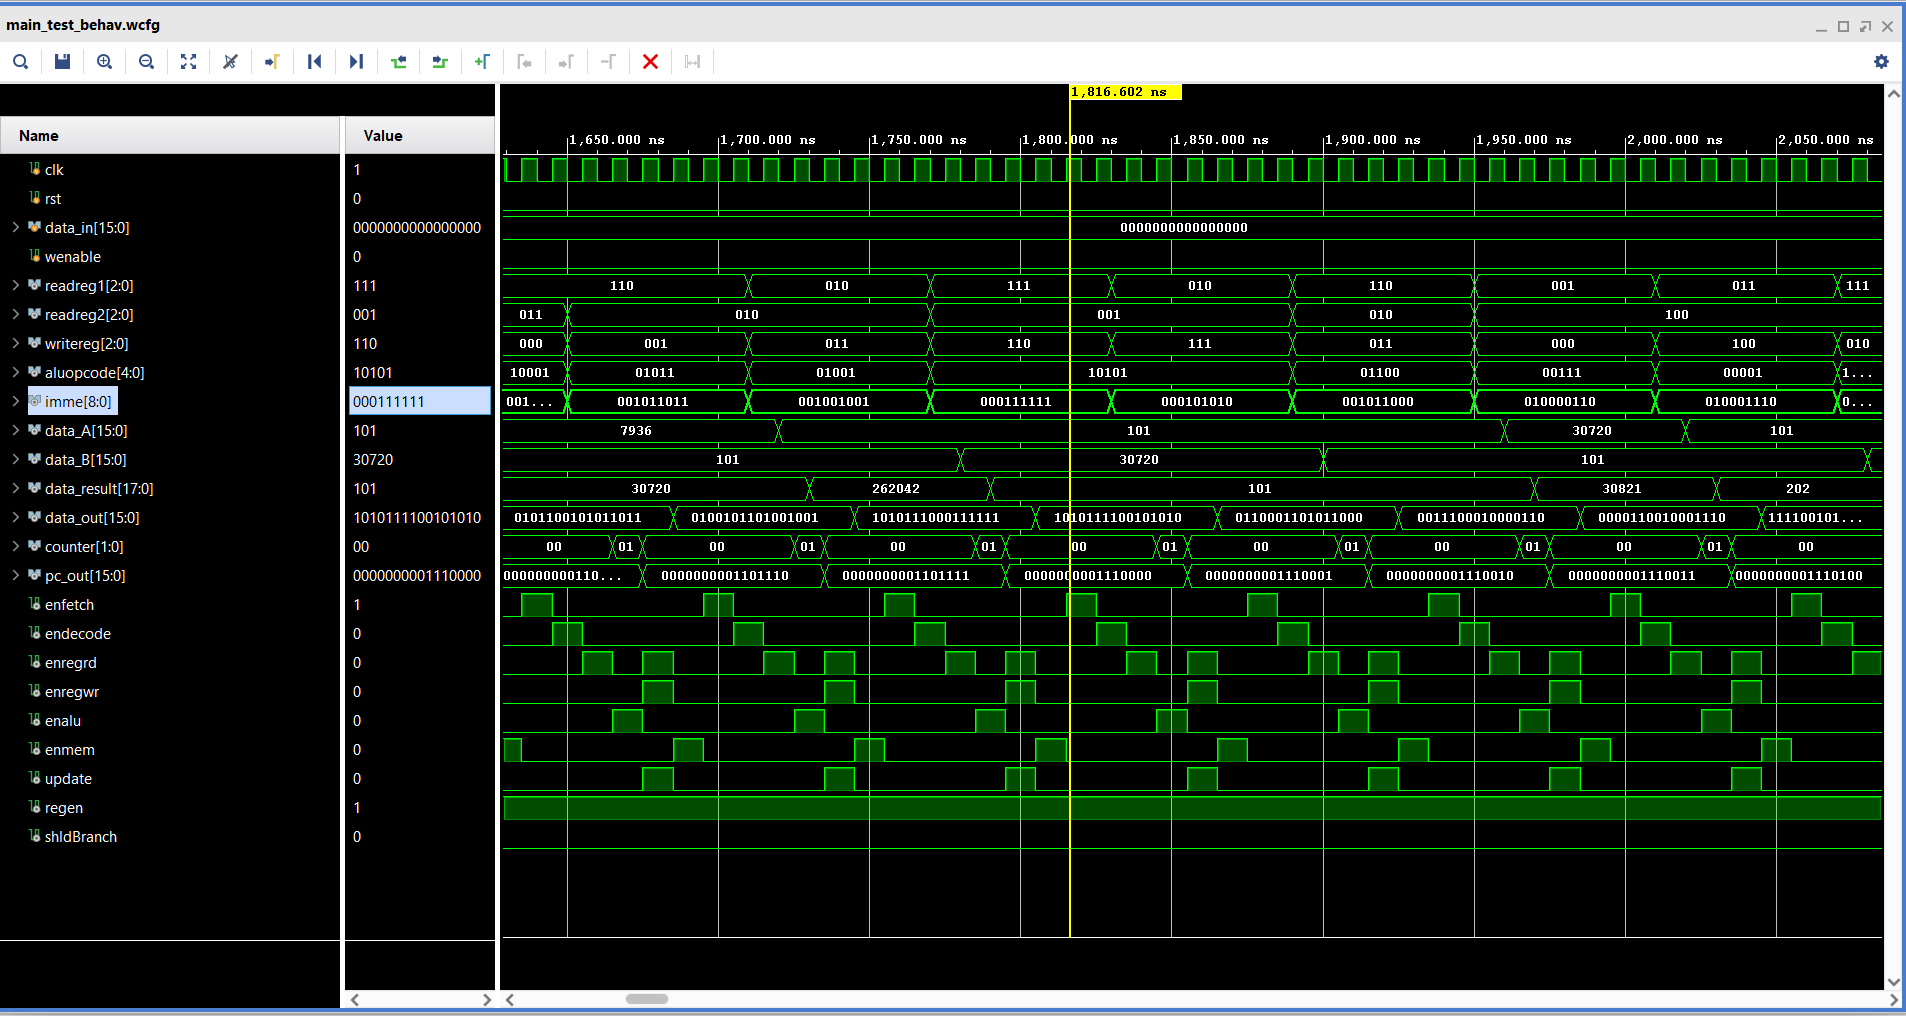 main_test_behav.wcfg
1,816.602 ns
Name Value
1,650.000 ns 1,700.000 ns 1,750.000 ns 1,800.000 ns 1,850.000 ns 1,900.000 ns 1,950.000 ns 2,000.000 ns 2,050.000 ns
clk 1
rst 0
data_in[15:0] 0000000000000000 0000000000000000
wenable 0
readreg1[2:0] 111 110 010 111 010 110 001 011 111
readreg2[2:0] 001 011 010 001 010 100
writereg[2:0] 110 000 001 011 110 111 011 000 100 010
aluopcode[4:0] 10101 10001 01011 01001 10101 01100 00111 00001 1...
imme[8:0] 000111111 001... 001011011 001001001 000111111 000101010 001011000 010000110 010001110 0...
data_A[15:0] 101 7936 101 30720 101
data_B[15:0] 30720 101 30720 101
data_result[17:0] 101 30720 262042 101 30821 202
data_out[15:0] 1010111100101010 0101100101011011 0100101101001001 1010111000111111 1010111100101010 0110001101011000 0011100010000110 0000110010001110 111100101...
counter[1:0] 00 00 01 00 01 00 01 00 01 00 01 00 01 00 01 00
pc_out[15:0] 0000000001110000 000000000110... 0000000001101110 0000000001101111 0000000001110000 0000000001110001 0000000001110010 0000000001110011 0000000001110100
enfetch 1
endecode 0
enregrd 0
enregwr 0
enalu 0
enmem 0
update 0
regen 1
shldBranch 0